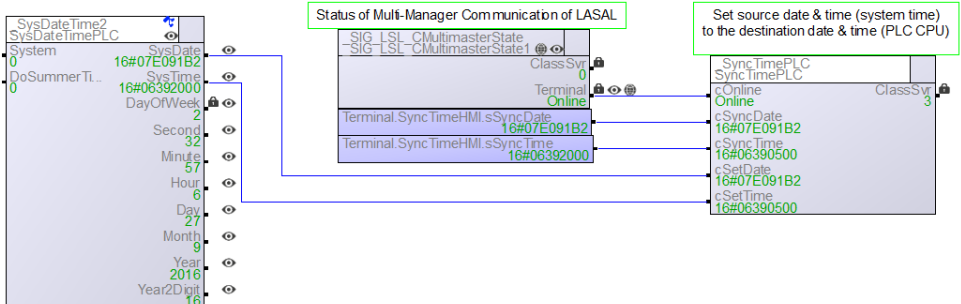 Status of Multi-Manager Communication of LASAL
Set source date & time (system time)
to the destination date & time (PLC CPU)
SysDateTime2
SysDateTimePLC
System
0
DoSummerTi...
0
SysDate
16#07E091B2
SysTime
16#06392000
DayOfWeek
2
Second
32
Minute
57
Hour
6
Day
27
Month
9
Year
2016
Year2Digit
16
_SIG_LSL_CMultimasterState
_SIG_LSL_CMultimasterState1
ClassSvr
0
Terminal
Online
Terminal.SyncTimeHMI.sSyncDate
16#07E091B2
Terminal.SyncTimeHMI.sSyncTime
16#06392000
SyncTimePLC
SyncTimePLC
cOnline
Online
cSyncDate
16#07E091B2
cSyncTime
16#06390500
cSetDate
16#07E091B2
cSetTime
16#06390500
ClassSvr
3